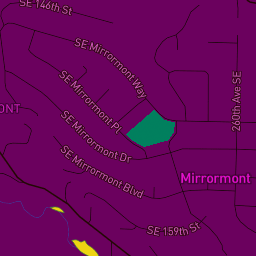 SE 146th St
SE Mirrormont Way
SE Mirrormont Pl
260th Ave SE
ONT
SE Mirrormont Dr
SE Mirrormont Blvd
Mirrormont
SE 159th St